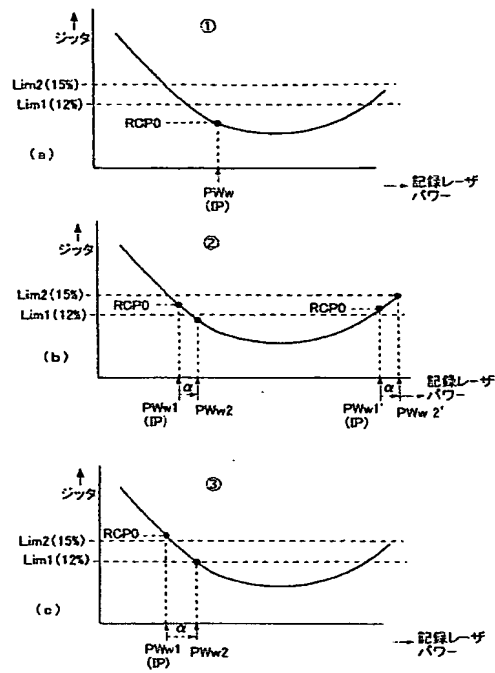 ①
ジッタ
Lim2(15%)
Lim1(12%)
RCP0
(a)
PWw
(IP)
記録レーザ
パワー
②
ジッタ
Lim2(15%)
RCP0
RCP0
Lim1(12%)
(b)
α
α
記録レーザ
パワー
PWw1
(IP)
PWw2
PWw1'
(IP)
PWw2'
③
ジッタ
RCP0
Lim2(15%)
Lim1(12%)
(c)
α
PWw1
(IP)
PWw2
記録レーザ
パワー